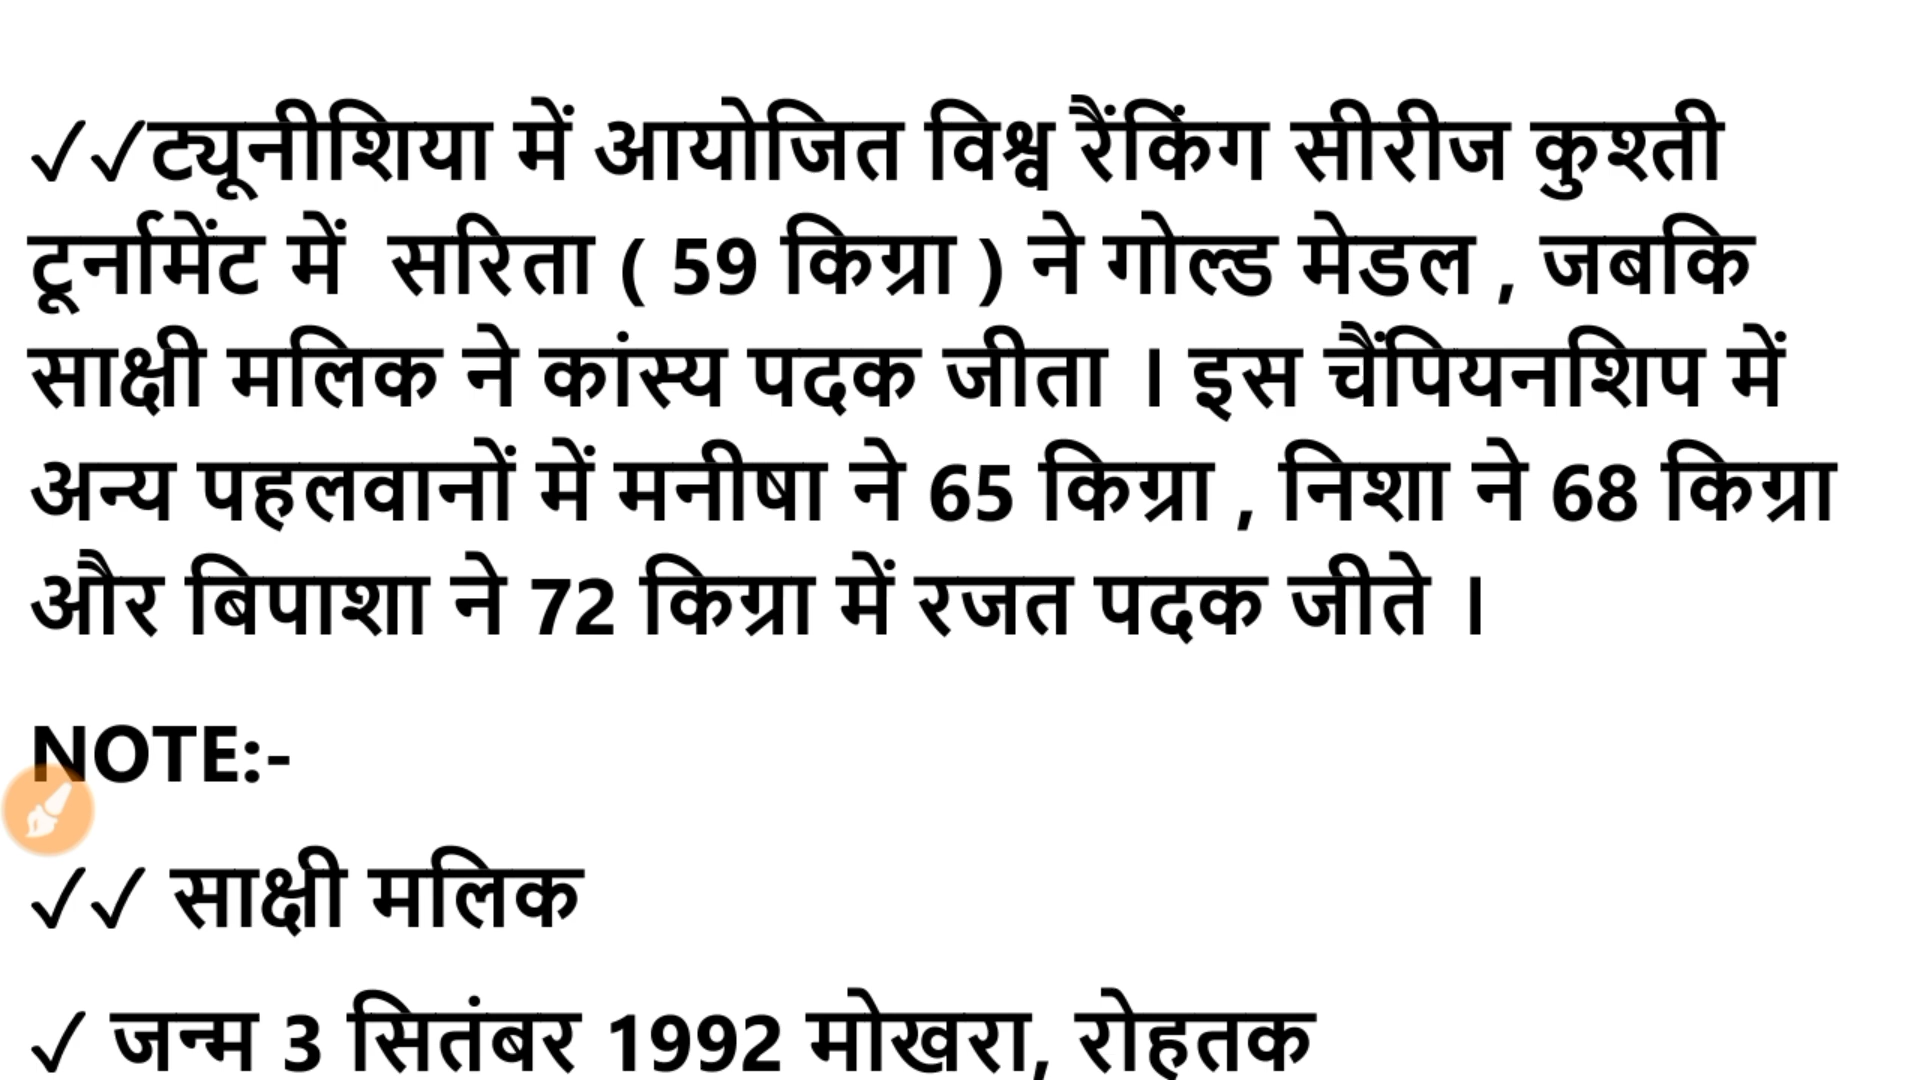 ✓✓ट्यूनीशिया में आयोजित विश्व रैंकिंग सीरीज कुश्ती
टूर्नामेंट में सरिता ( 59 किग्रा ) ने गोल्ड मेडल , जबकि
साक्षी मलिक ने कांस्य पदक जीता । इस चैंपियनशिप में
अन्य पहलवानों में मनीषा ने 65 किग्रा , निशा ने 68 किग्रा
और बिपाशा ने 72 किग्रा में रजत पदक जीते ।
NOTE:-
✓✓ साक्षी मलिक
✓ जन्म 3 सितंबर 1992 मोखरा, रोहतक